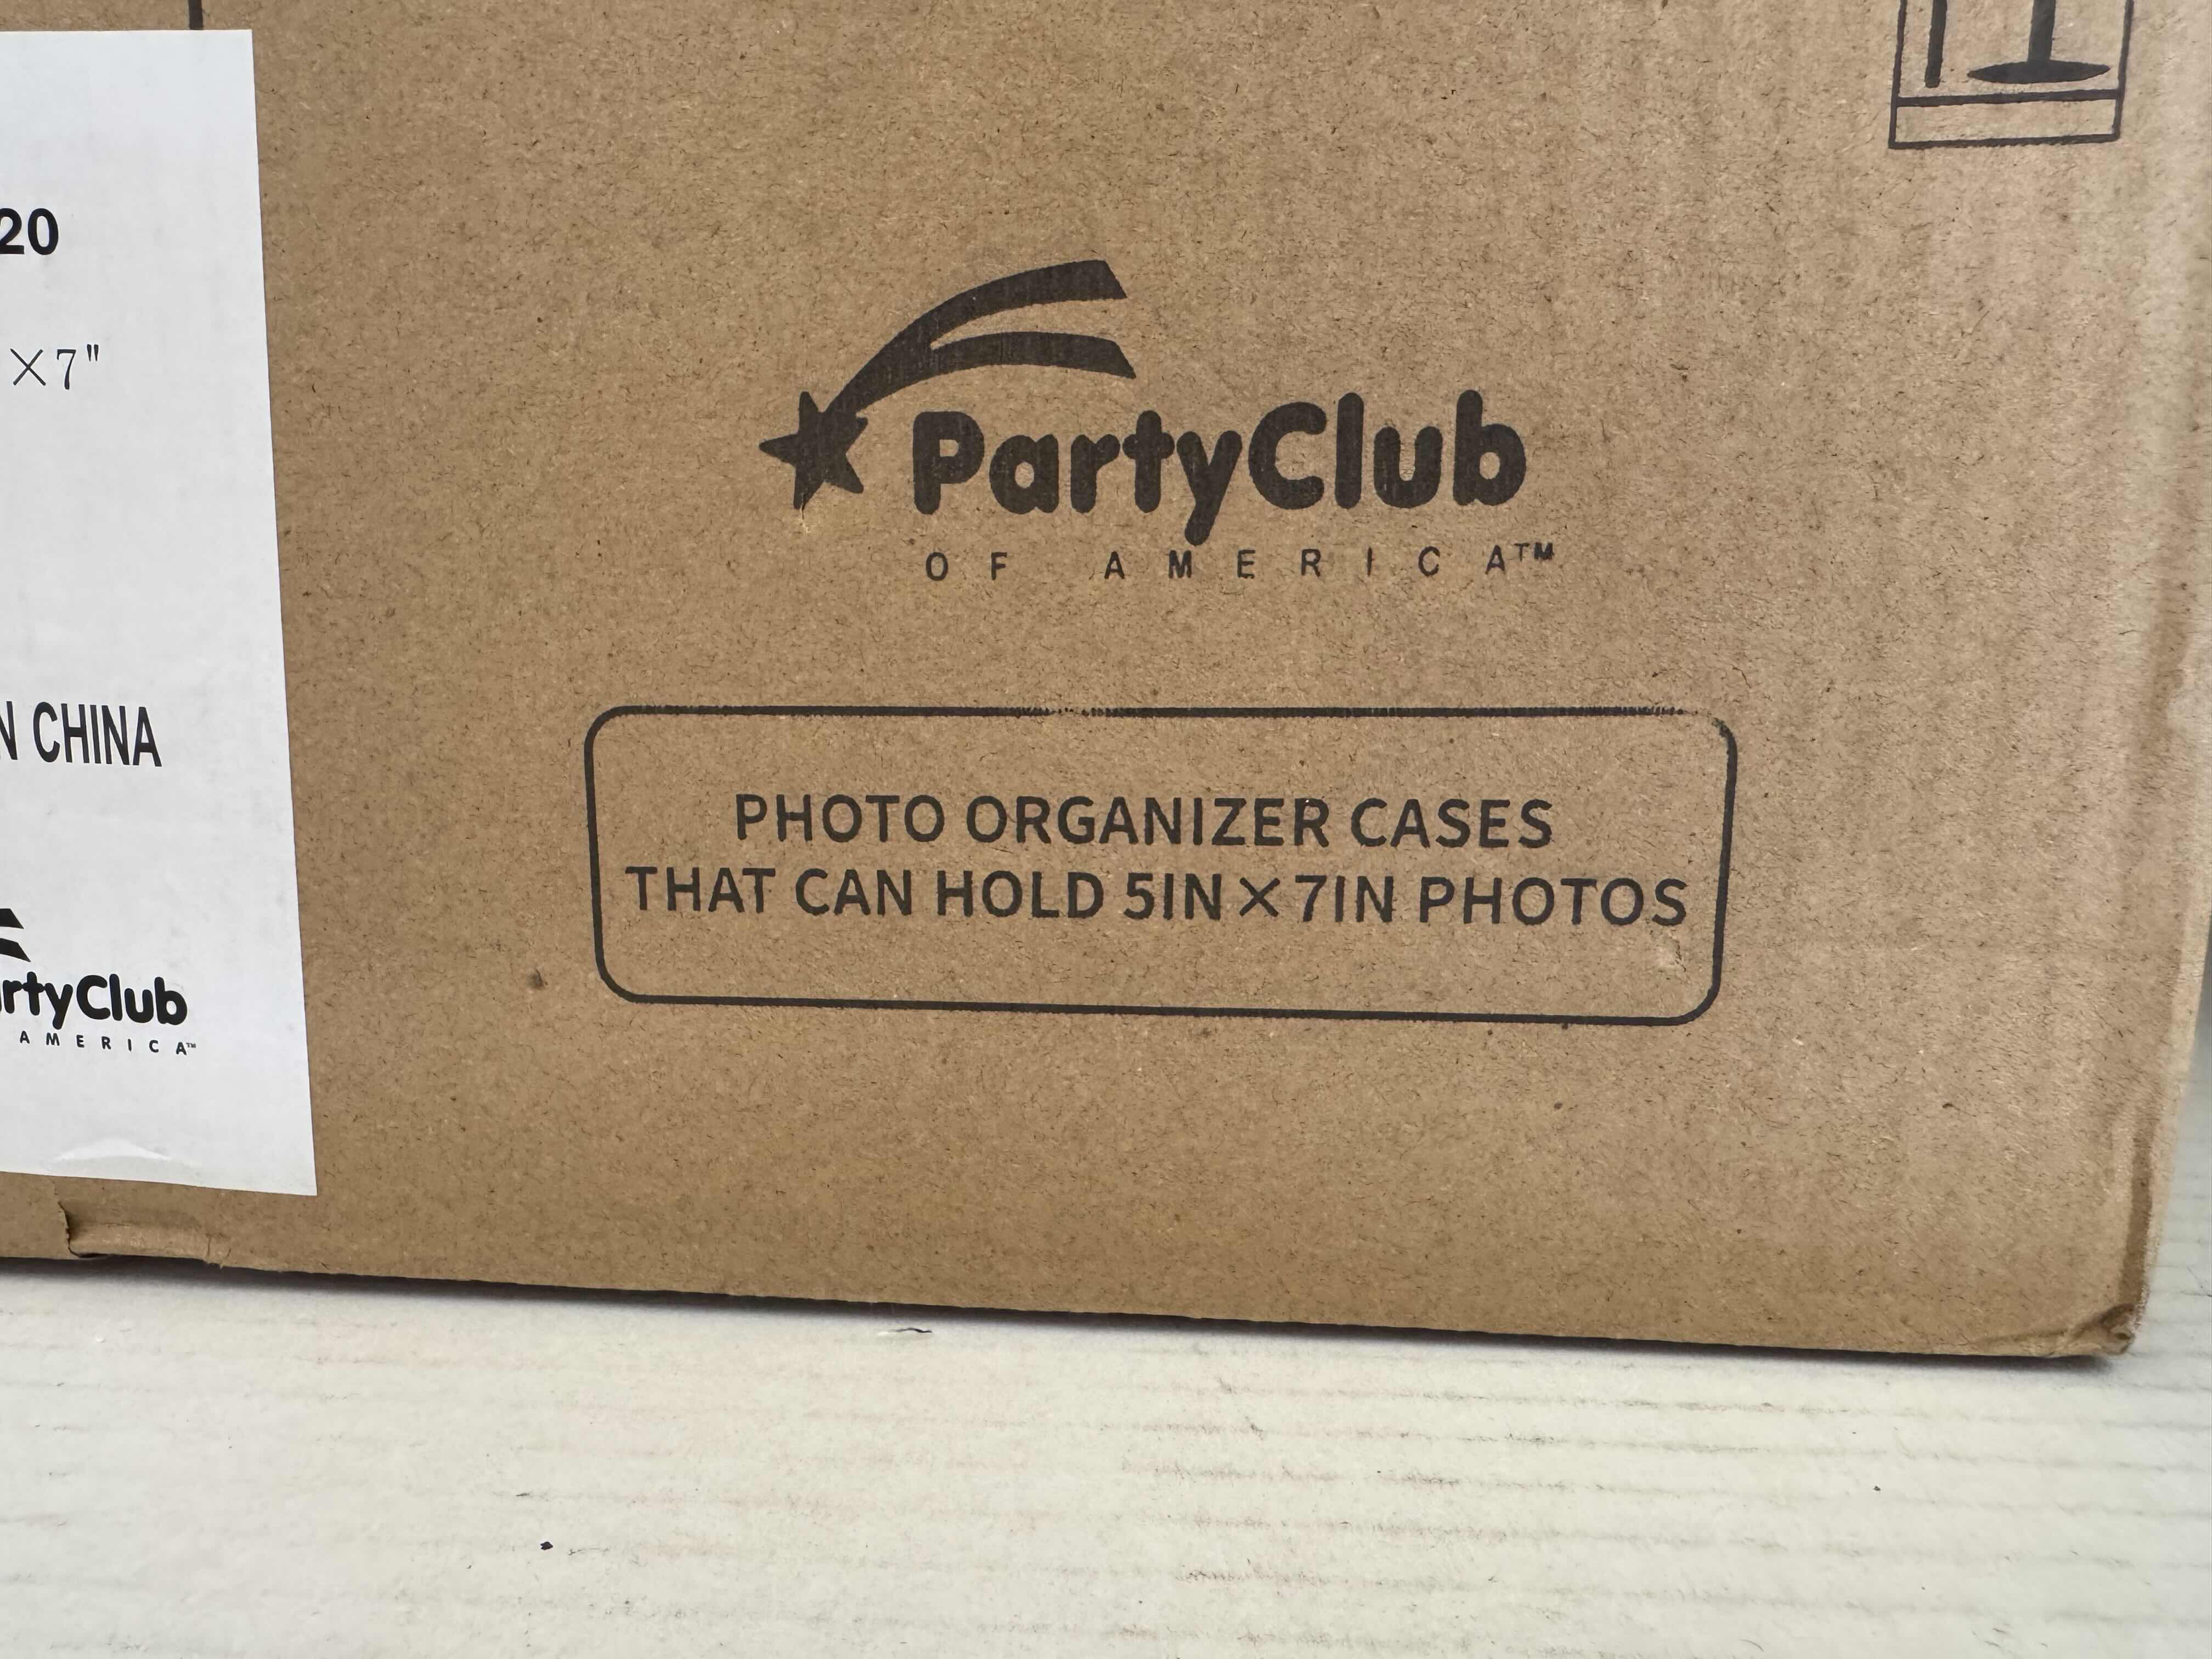 20
×7"
N CHINA
rtyClub
AMERICA™
PartyClub
OF AMERICA™
PHOTO ORGANIZER CASES
THAT CAN HOLD 5IN×7IN PHOTOS